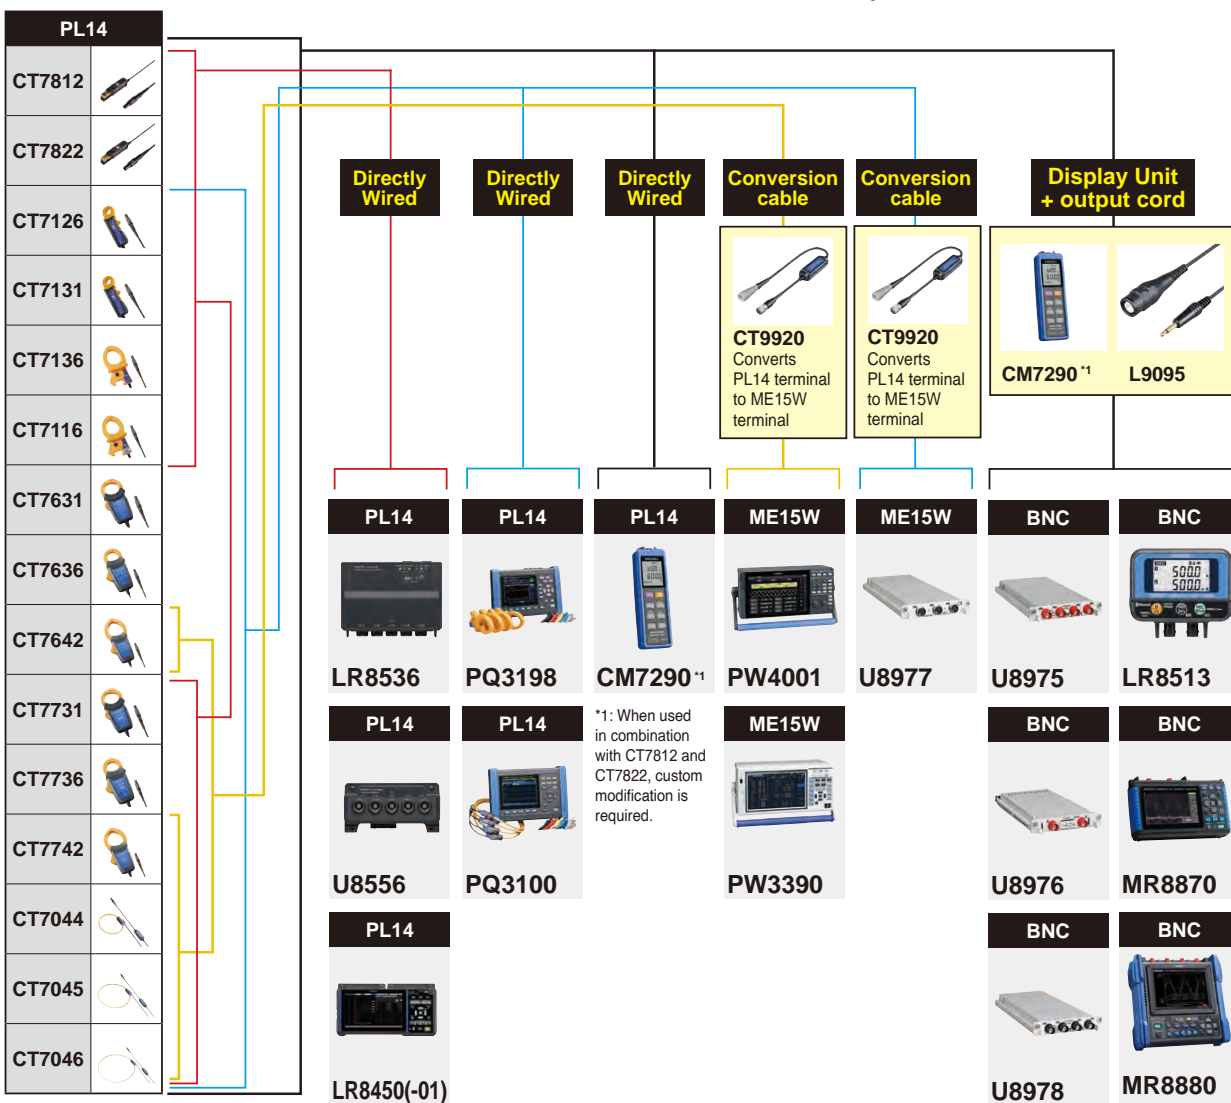 PL14
CT7812
CT7822
CT7126
CT7131
CT7136
CT7116
CT7631
CT7636
CT7642
CT7731
CT7736
CT7742
CT7044
CT7045
CT7046
Directly
Wired
Directly
Wired
Directly
Wired
Conversion
cable
Conversion
cable
Display Unit
+ output cord
CT9920
Converts
PL14 terminal
to ME15W
terminal
CT9920
Converts
PL14 terminal
to ME15W
terminal
CM7290 *1
L9095
PL14
LR8536
PL14
PQ3198
PL14
CM7290 *1
ME15W
PW4001
ME15W
U8977
BNC
U8975
BNC
LR8513
PL14
U8556
PL14
PQ3100
*1: When used
in combination
with CT7812 and
CT7822, custom
modification is
required.
ME15W
PW3390
BNC
U8976
BNC
MR8870
PL14
LR8450(-01)
BNC
U8978
BNC
MR8880